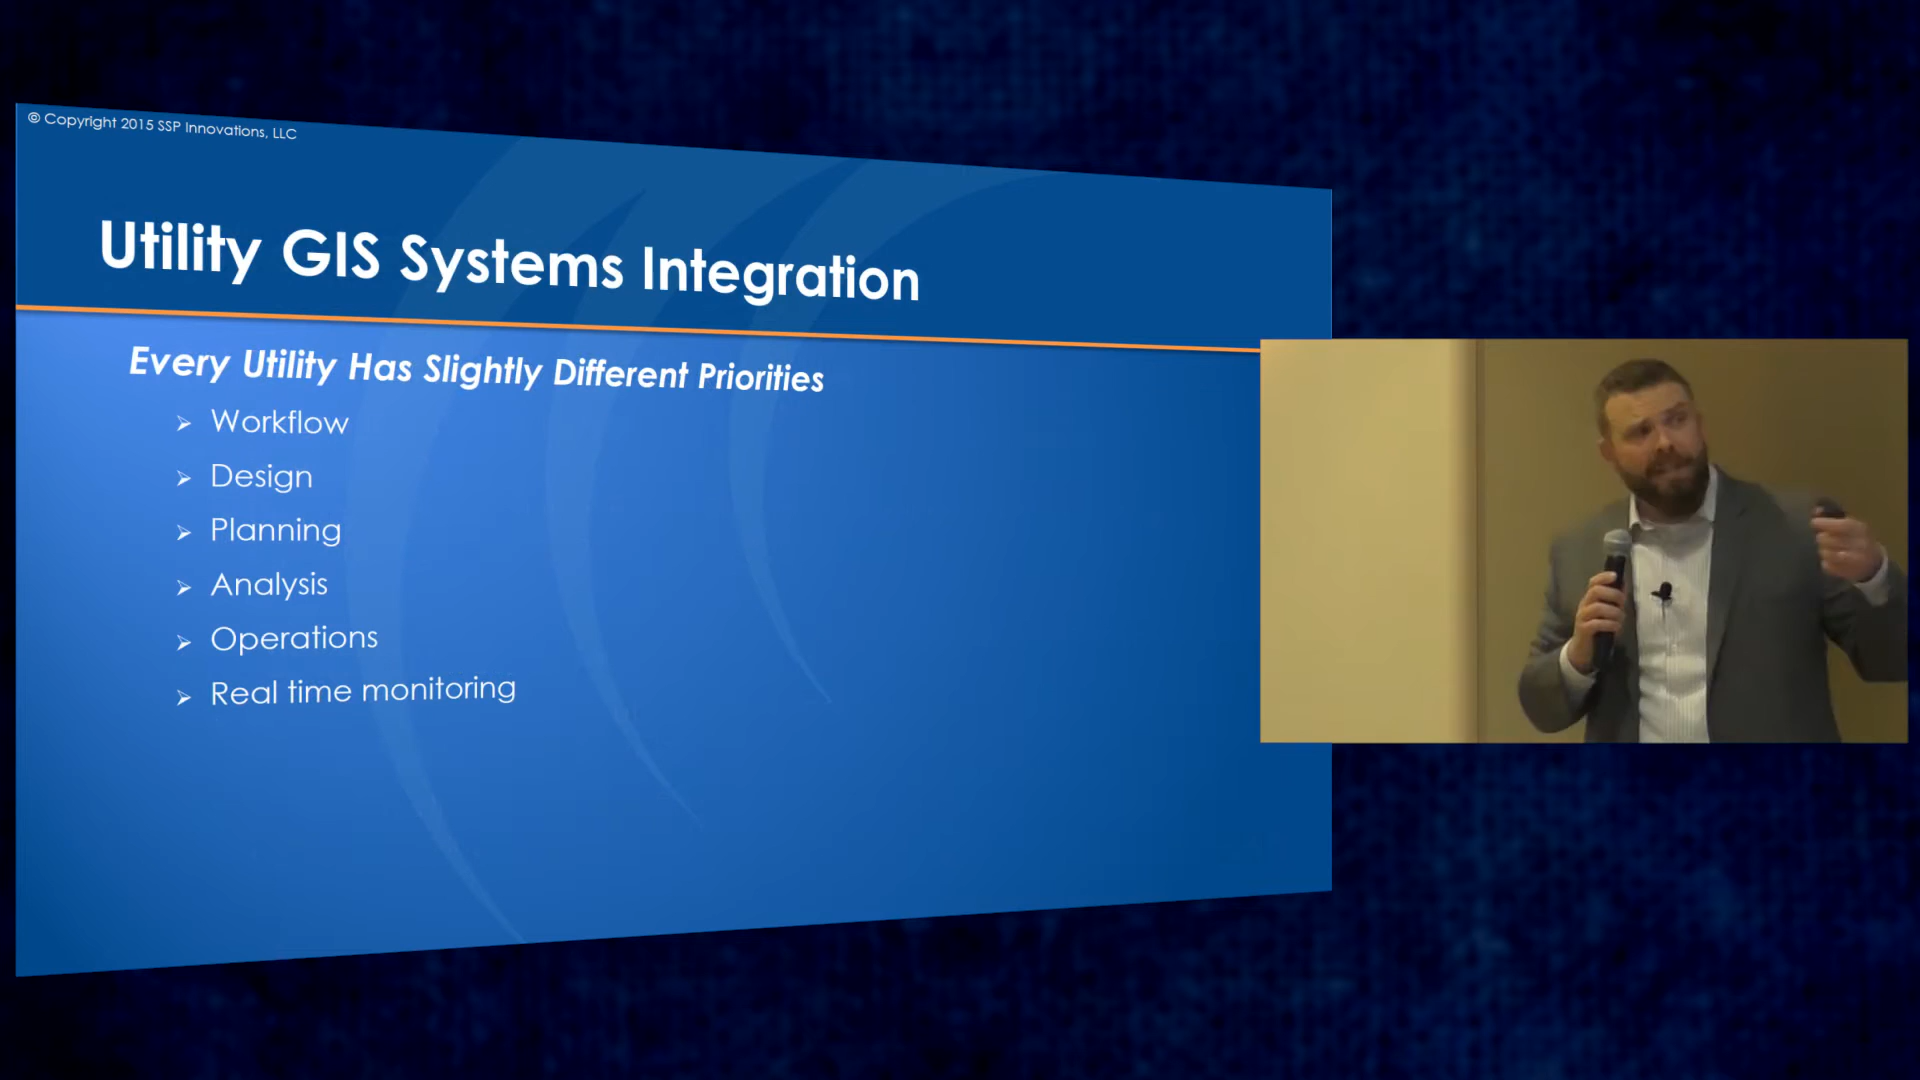 © Copyright 2015 SSP Innovations, LLC
Utility GIS Systems Integration
Every Utility Has Slightly Different Priorities
➢ Workflow
➢ Design
➢ Planning
➢ Analysis
➢ Operations
➢ Real time monitoring